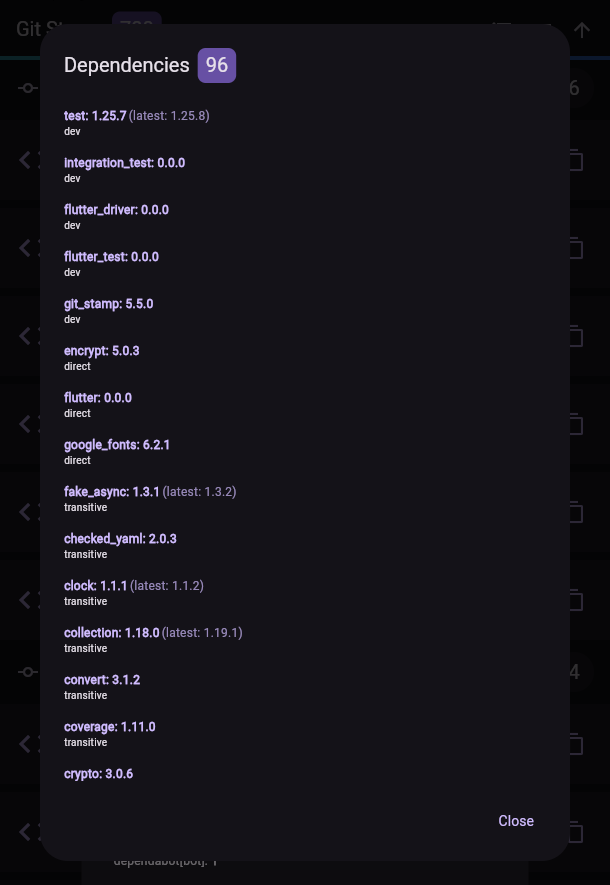 Git S
Dependencies 96
6
test: 1.25.7 (latest: 1.25.8)
dev
integration_test: 0.0.0
dev
flutter_driver: 0.0.0
dev
flutter_test: 0.0.0
dev
git_stamp: 5.5.0
dev
encrypt: 5.0.3
direct
flutter: 0.0.0
direct
google_fonts: 6.2.1
direct
fake_async: 1.3.1 (latest: 1.3.2)
transitive
checked_yaml: 2.0.3
transitive
clock: 1.1.1 (latest: 1.1.2)
transitive
collection: 1.18.0 (latest: 1.19.1)
transitive
4
convert: 3.1.2
transitive
coverage: 1.11.0
transitive
crypto: 3.0.6
Close
dependabot[bot]: 1